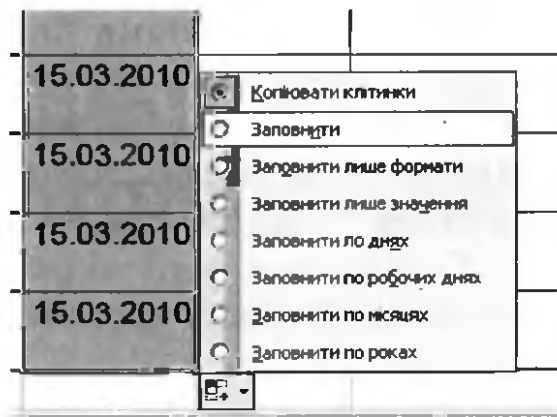 15.03.2010
Копіювати клітинки
Заповнити
15.03.2010
Заповнити лише формати
Заповнити лише значення
15.03.2010
Заповнити по днях
Заповнити по робочих днях
15.03.2010
Заповнити по місяцях
Заповнити по роках